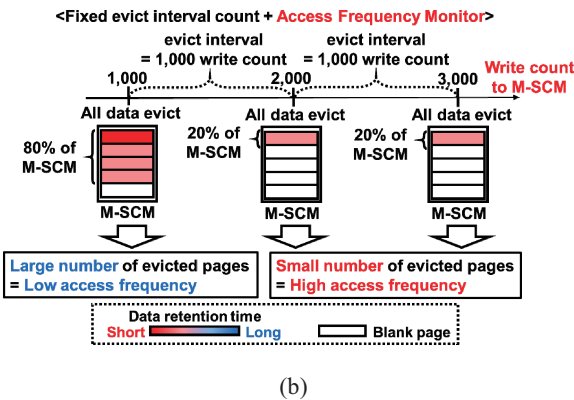 <Fixed evict interval count + Access Frequency Monitor>
evict interval
= 1,000 write count
evict interval
= 1,000 write count
1,000
2,000
3,000
Write count
to M-SCM
All data evict
All data evict
All data evict
80% of
M-SCM
20% of
M-SCM
20% of
M-SCM
M-SCM
M-SCM
M-SCM
Large number of evicted pages
= Low access frequency
Small number of evicted pages
= High access frequency
Data retention time
Short
Long
Blank page
(b)